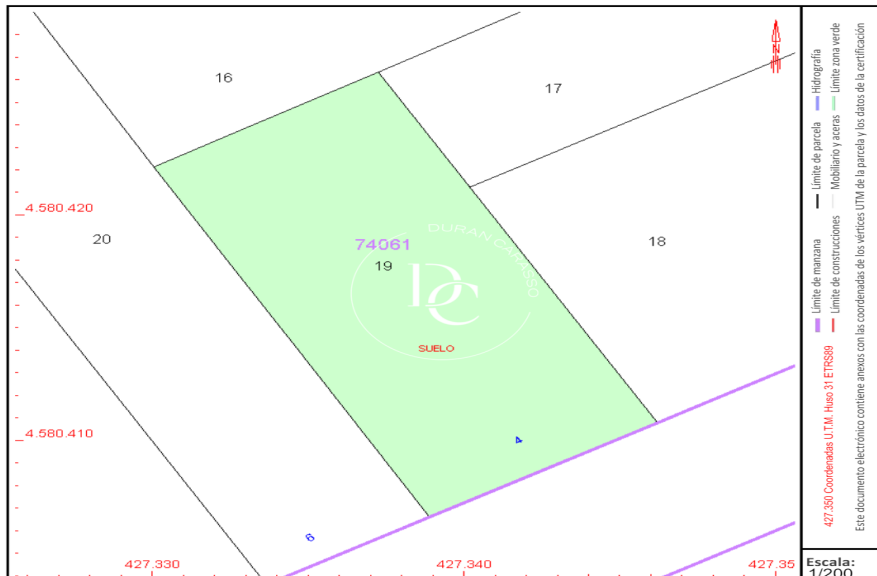 16
17
N
4.580.420
20
18
74061
19
DURAN CARASSO
DC
SUELO
4.580.410
4
6
427.330
427.340
427.35
Límite de manzana
Límite de parcela
Hidrografía
427.350 Coordenadas U.T.M. Huso 31 ETRS89
Límite de construcciones
Mobiliario y aceras
Límite zona verde
Este documento electrónico contiene anexos con las coordenadas de los vértices UTM de la parcela y los datos de la certificación
Escala:
1/200